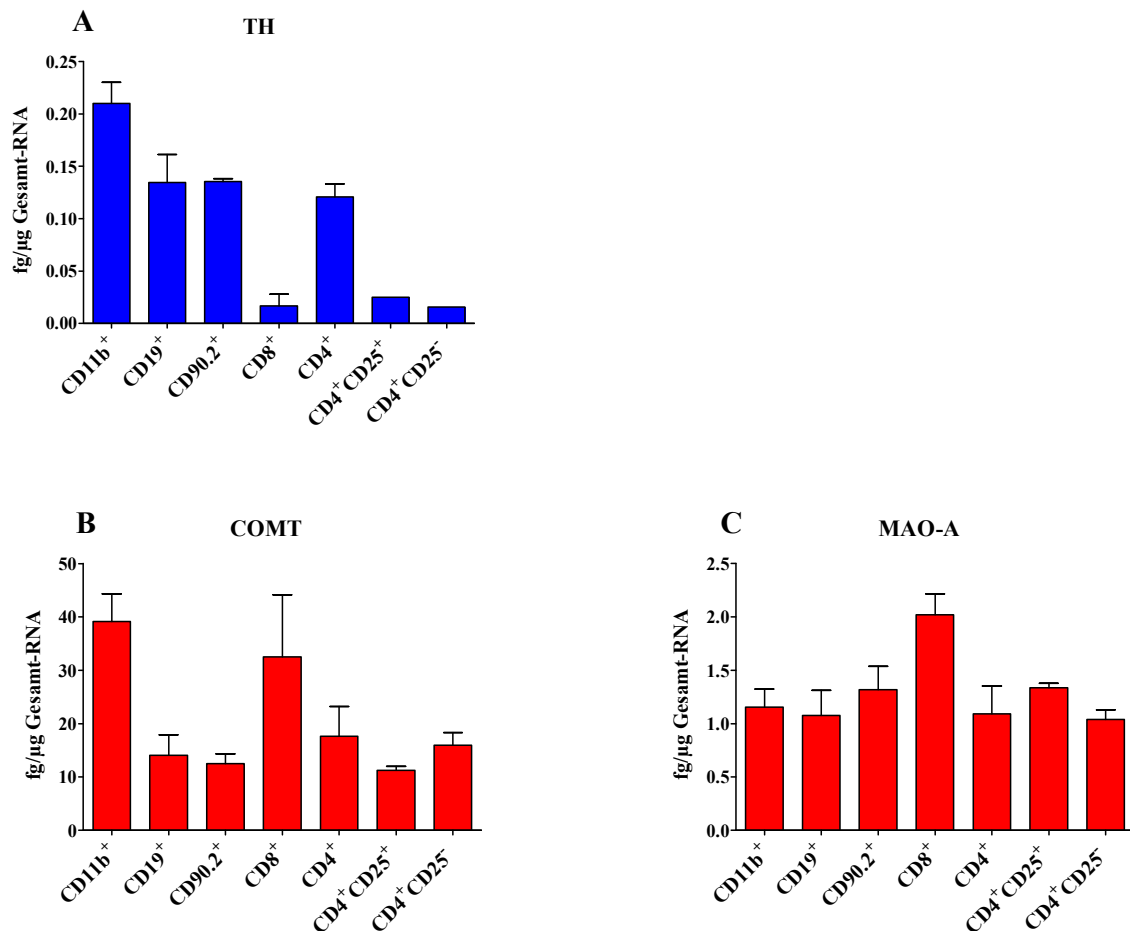 A
TH
fg/µg Gesamt-RNA
0.25
0.20
0.15
0.10
0.05
0.00
CD11b⁺
CD19⁺
CD90.2⁺
CD8⁺
CD4⁺
CD4⁺CD25⁺
CD4⁺CD25⁻
B
COMT
fg/µg Gesamt-RNA
50
40
30
20
10
0
CD11b⁺
CD19⁺
CD90.2⁺
CD8⁺
CD4⁺
CD4⁺CD25⁺
CD4⁺CD25⁻
C
MAO-A
fg/µg Gesamt-RNA
2.5
2.0
1.5
1.0
0.5
0.0
CD11b⁺
CD19⁺
CD90.2⁺
CD8⁺
CD4⁺
CD4⁺CD25⁺
CD4⁺CD25⁻